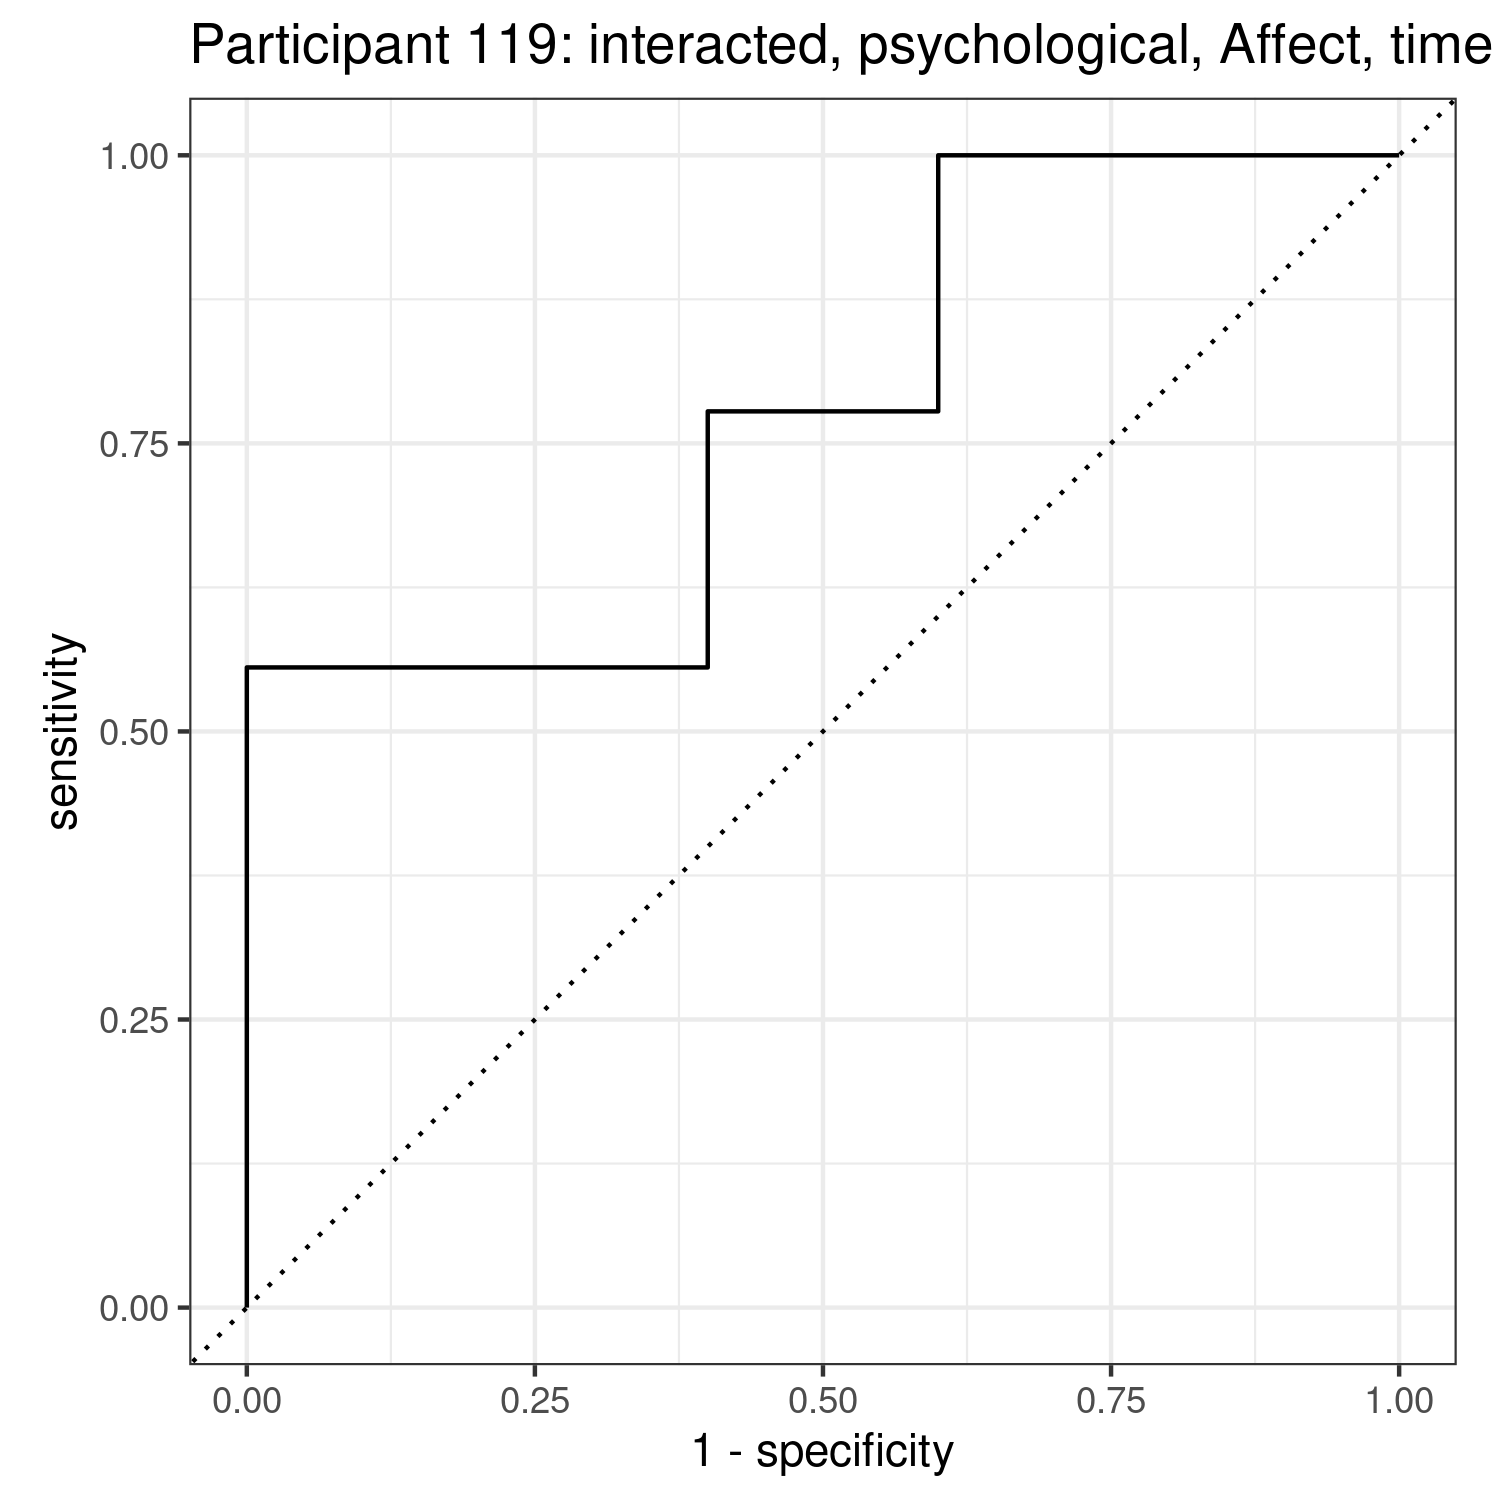 Participant 119: interacted, psychological, Affect, time
1.00
0.75
0.50
0.25
0.00
sensitivity
0.00 0.25 0.50 0.75 1.00
1 - specificity